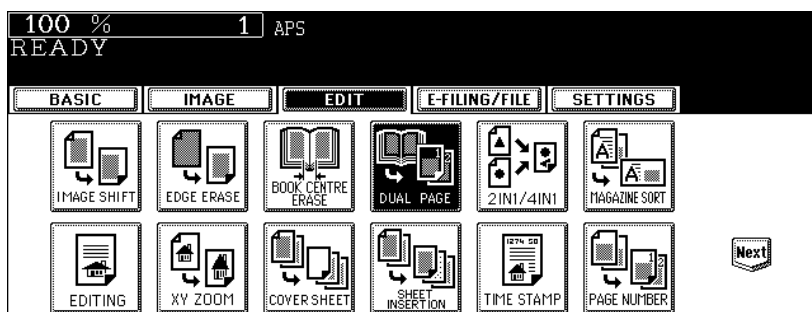 100 % 1 APS
READY
BASIC IMAGE EDIT E-FILING/FILE SETTINGS
IMAGE SHIFT EDGE ERASE BOOK CENTRE ERASE DUAL PAGE 2IN1/4IN1 MAGAZINE SORT
EDITING XY ZOOM COVER SHEET SHEET INSERTION TIME STAMP PAGE NUMBER Next